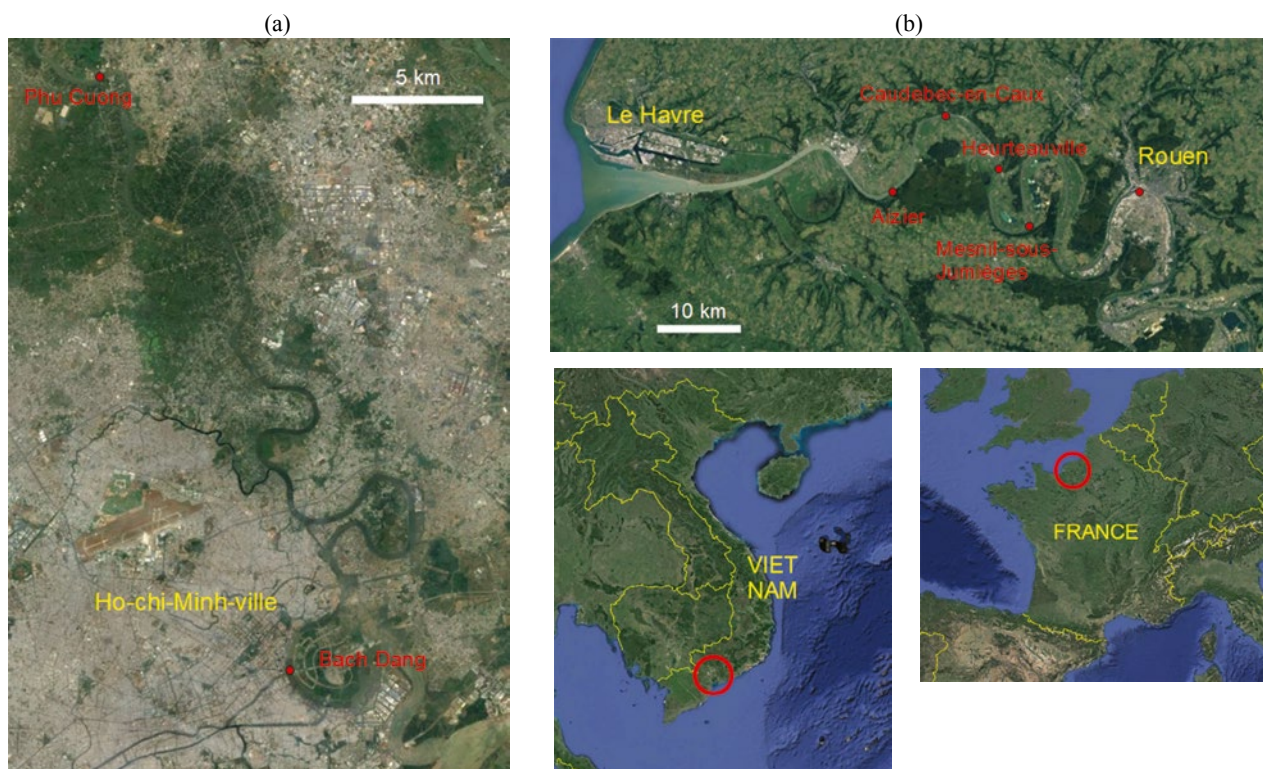 (a)
(b)
Phu Cuong
5 km
Le Havre
Caudebec-en-Caux
Heurteauville
Rouen
Aizier
Mesnil-sous-
Jumièges
10 km
Ho-chi-Minh-ville
Bach Dang
VIET
NAM
FRANCE